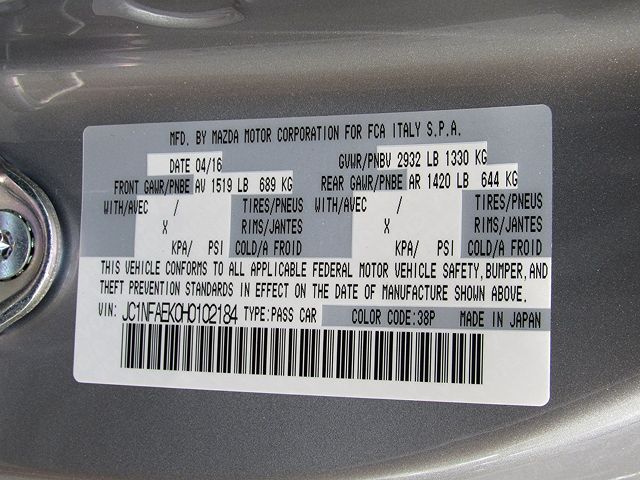 MFD. BY MAZDA MOTOR CORPORATION FOR FCA ITALY S.P.A.
DATE 04/16 GVWR/PNBV 2932 LB 1330 KG
FRONT GAWR/PNBE AV 1519 LB 689 KG REAR GAWR/PNBE AR 1420 LB 644 KG
WITH/AVEC / TIRES/PNEUS WITH/AVEC / TIRES/PNEUS
X RIMS/JANTES X RIMS/JANTES
KPA/ PSI COLD/A FROID KPA/ PSI COLD/A FROID
THIS VEHICLE CONFORMS TO ALL APPLICABLE FEDERAL MOTOR VEHICLE SAFETY, BUMPER, AND
THEFT PREVENTION STANDARDS IN EFFECT ON THE DATE OF MANUFACTURE SHOWN ABOVE.
VIN: JC1NFAEK0H0102184 TYPE:PASS CAR COLOR CODE:38P MADE IN JAPAN